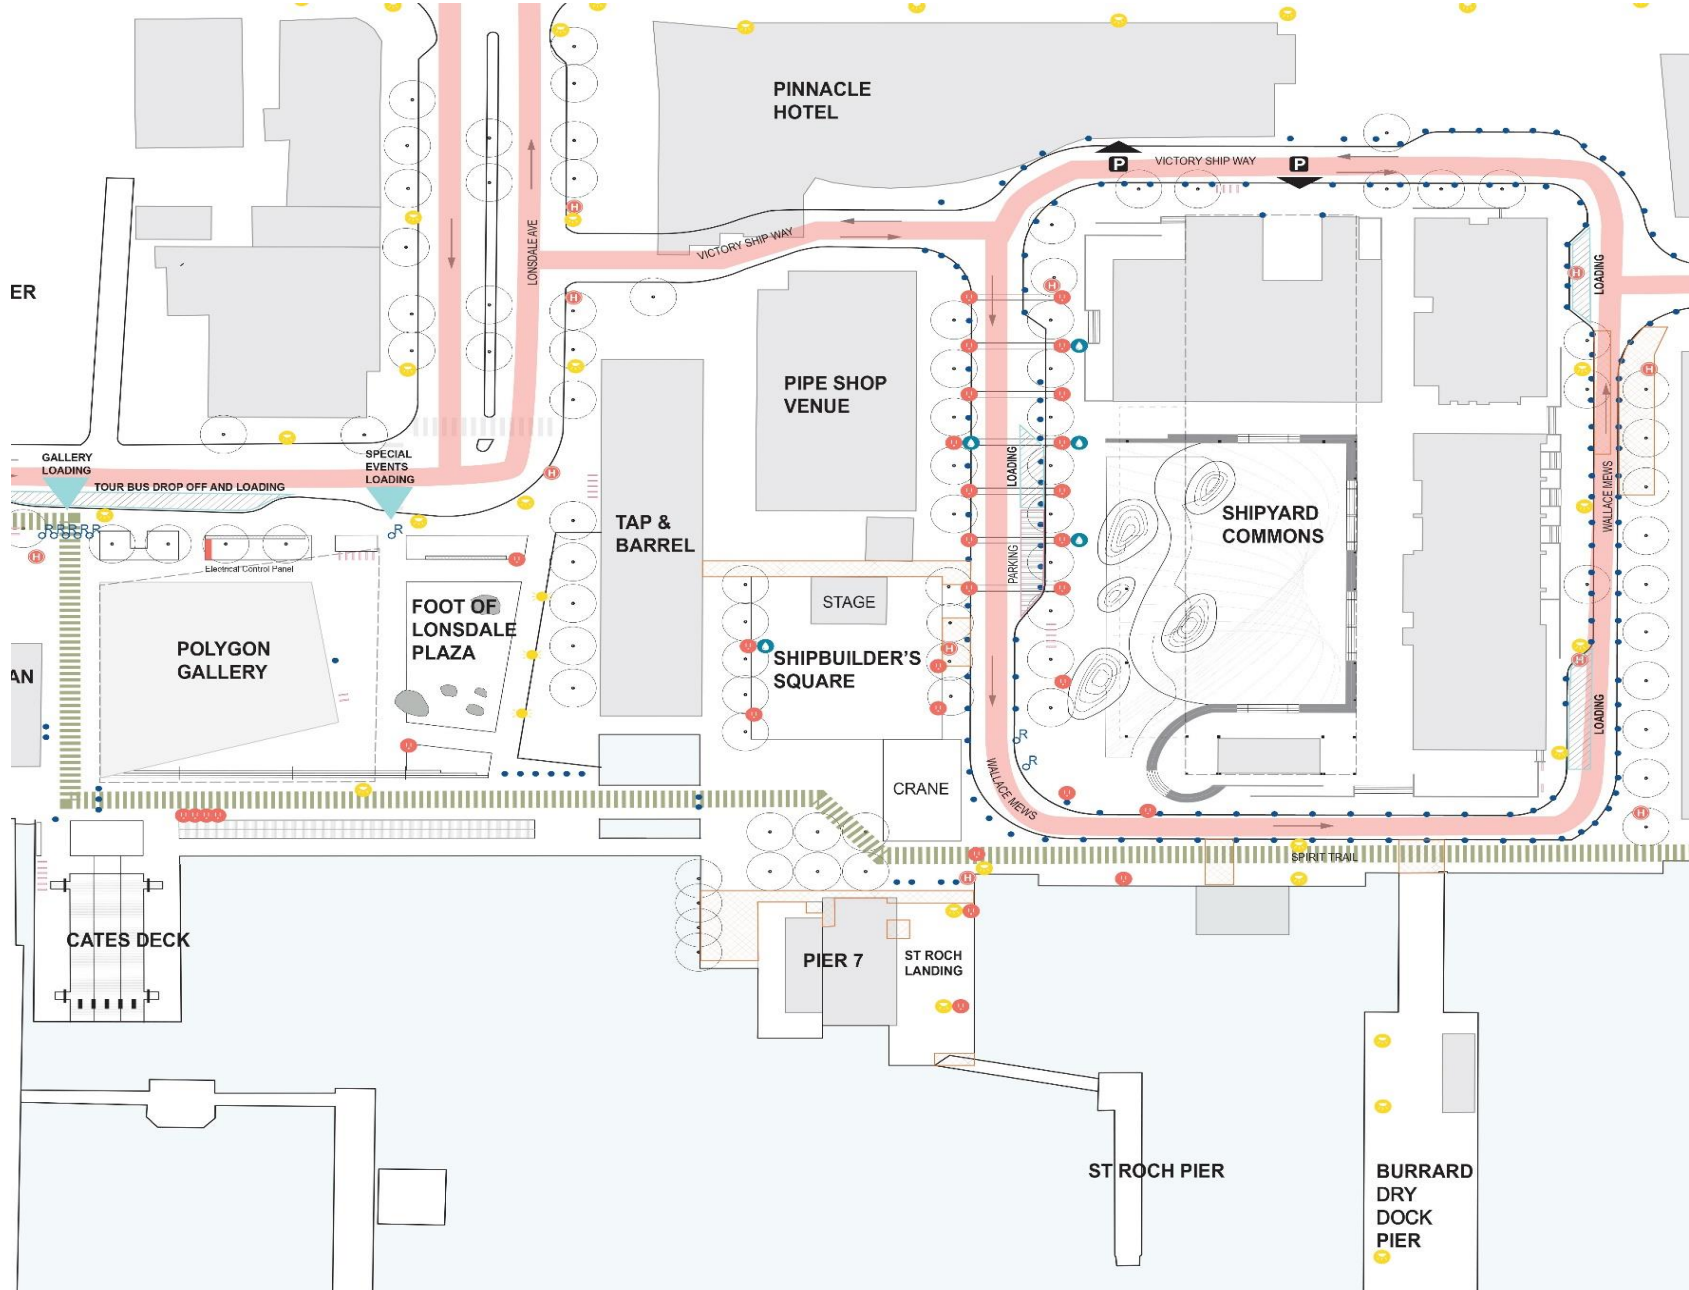 PINNACLE
HOTEL
VICTORY SHIP WAY
P
P
LONSDALE AVE
VICTORY SHIP WAY
H
H
H
H
H
ER
LOADING
PIPE SHOP
VENUE
GALLERY
LOADING
SPECIAL
EVENTS
LOADING
TOUR BUS DROP OFF AND LOADING
H
LOADING
WALLACE MEWS
R R R R R
R
H
TAP &
BARREL
SHIPYARD
COMMONS
PARKING
Electrical Control Panel
STAGE
FOOT OF
LONSDALE
PLAZA
POLYGON
GALLERY
AN
SHIPBUILDER'S
SQUARE
H
H
LOADING
R
R
WALLACE MEWS
CRANE
H
SPIRIT TRAIL
H
CATES DECK
PIER 7
ST ROCH
LANDING
ST ROCH PIER
BURRARD
DRY
DOCK
PIER